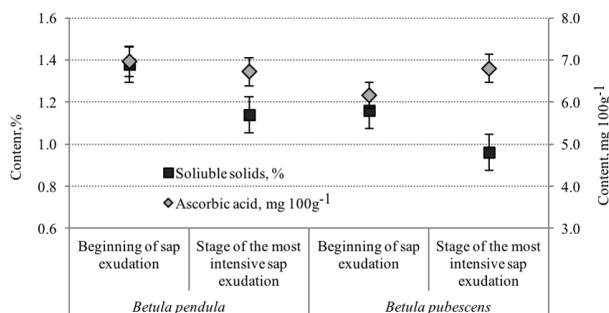 1.6
1.4
1.2
1.0
0.8
0.6
Contenr,%
8.0
7.0
6.0
5.0
4.0
3.0
Content, mg 100g-1
Soliuble solids, %
Ascorbic acid, mg 100g-1
Beginning of sap
exudation
Stage of the most
intensive sap
exudation
Beginning of sap
exudation
Stage of the most
intensive sap
exudation
Betula pendula
Betula pubescens